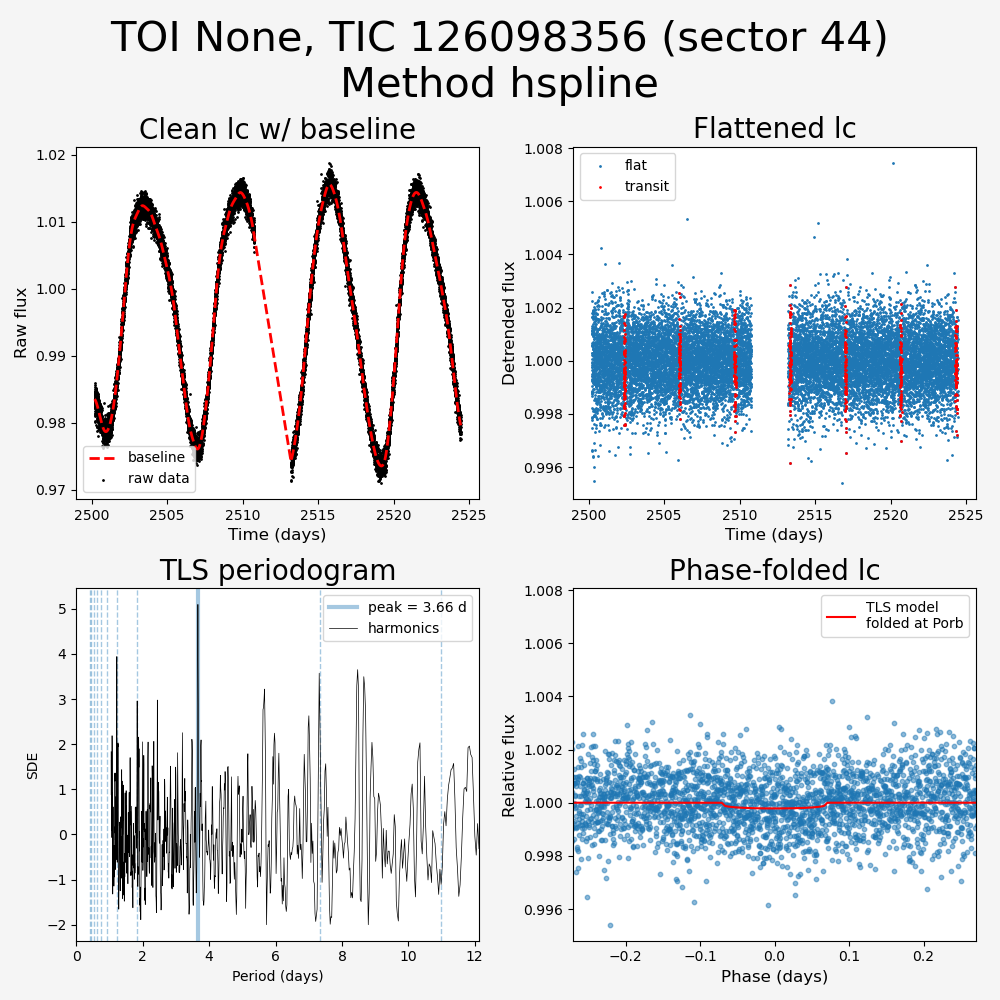 TOI None, TIC 126098356 (sector 44)
Method hspline
Clean lc w/ baseline
Raw flux
1.02
1.01
1.00
0.99
0.98
0.97
baseline
raw data
2500
2505
2510
2515
2520
2525
Time (days)
Flattened lc
Detrended flux
1.008
1.006
1.004
1.002
1.000
0.998
0.996
flat
transit
2500
2505
2510
2515
2520
2525
Time (days)
TLS periodogram
SDE
5
4
3
2
1
0
−1
−2
peak = 3.66 d
harmonics
0
2
4
6
8
10
12
Period (days)
Phase-folded lc
Relative flux
1.008
1.006
1.004
1.002
1.000
0.998
0.996
TLS model
folded at Porb
−0.2
−0.1
0.0
0.1
0.2
Phase (days)